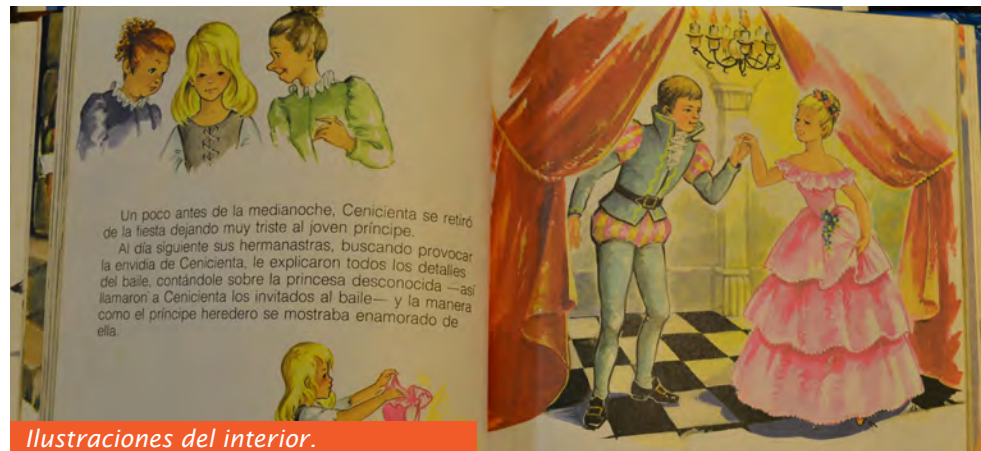 Un poco antes de la medianoche, Cenicienta se retiró
de la fiesta dejando muy triste al joven príncipe.
Al día siguiente sus hermanastras, buscando provocar
la envidia de Cenicienta, le explicaron todos los detalles
del baile, contándole sobre la princesa desconocida —así
llamaron a Cenicienta los invitados al baile— y la manera
como el príncipe heredero se mostraba enamorado de
ella.
Ilustraciones del interior.